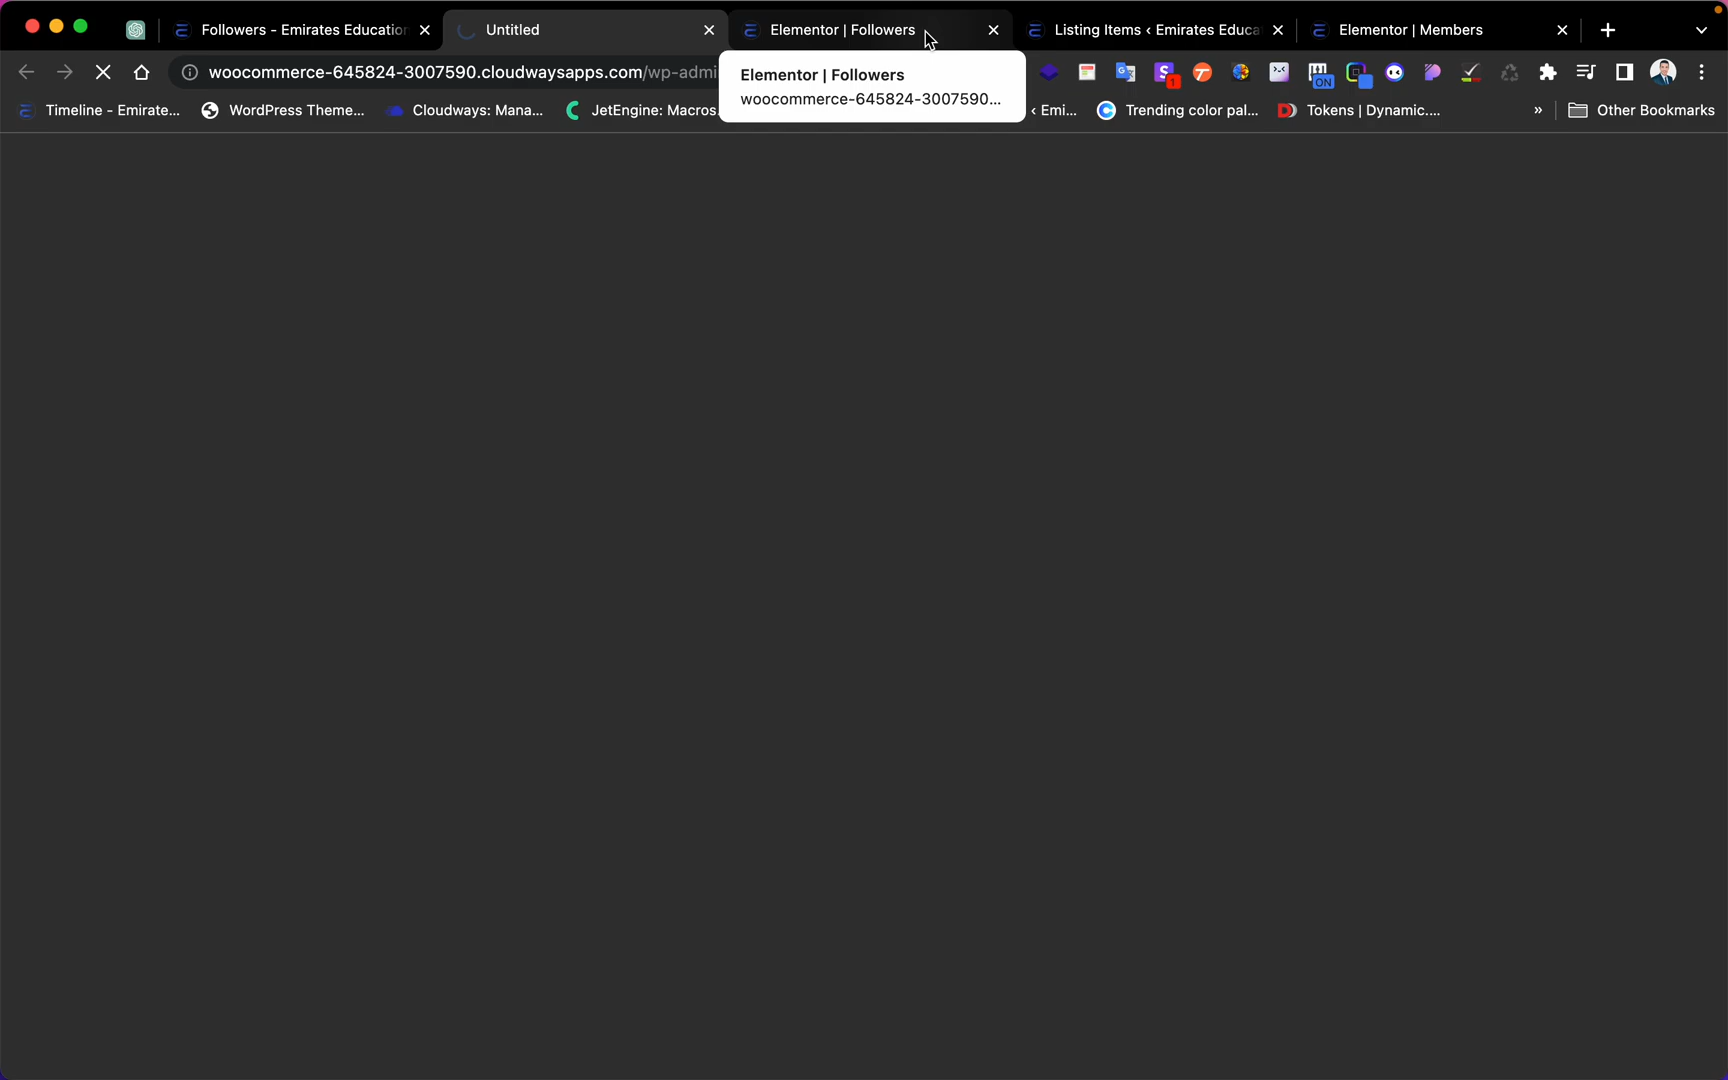 Followers - Emirates Educatio
Untitled
Elementor | Followers
Listing Items ‹ Emirates Educa
Elementor | Members
woocommerce-645824-3007590.cloudwaysapps.com/wp-admi
Elementor | Followers
woocommerce-645824-3007590...
1
ON
Timeline - Emirate...
WordPress Theme...
Cloudways: Mana...
JetEngine: Macros
‹ Emi...
Trending color pal...
Tokens | Dynamic....
»
Other Bookmarks